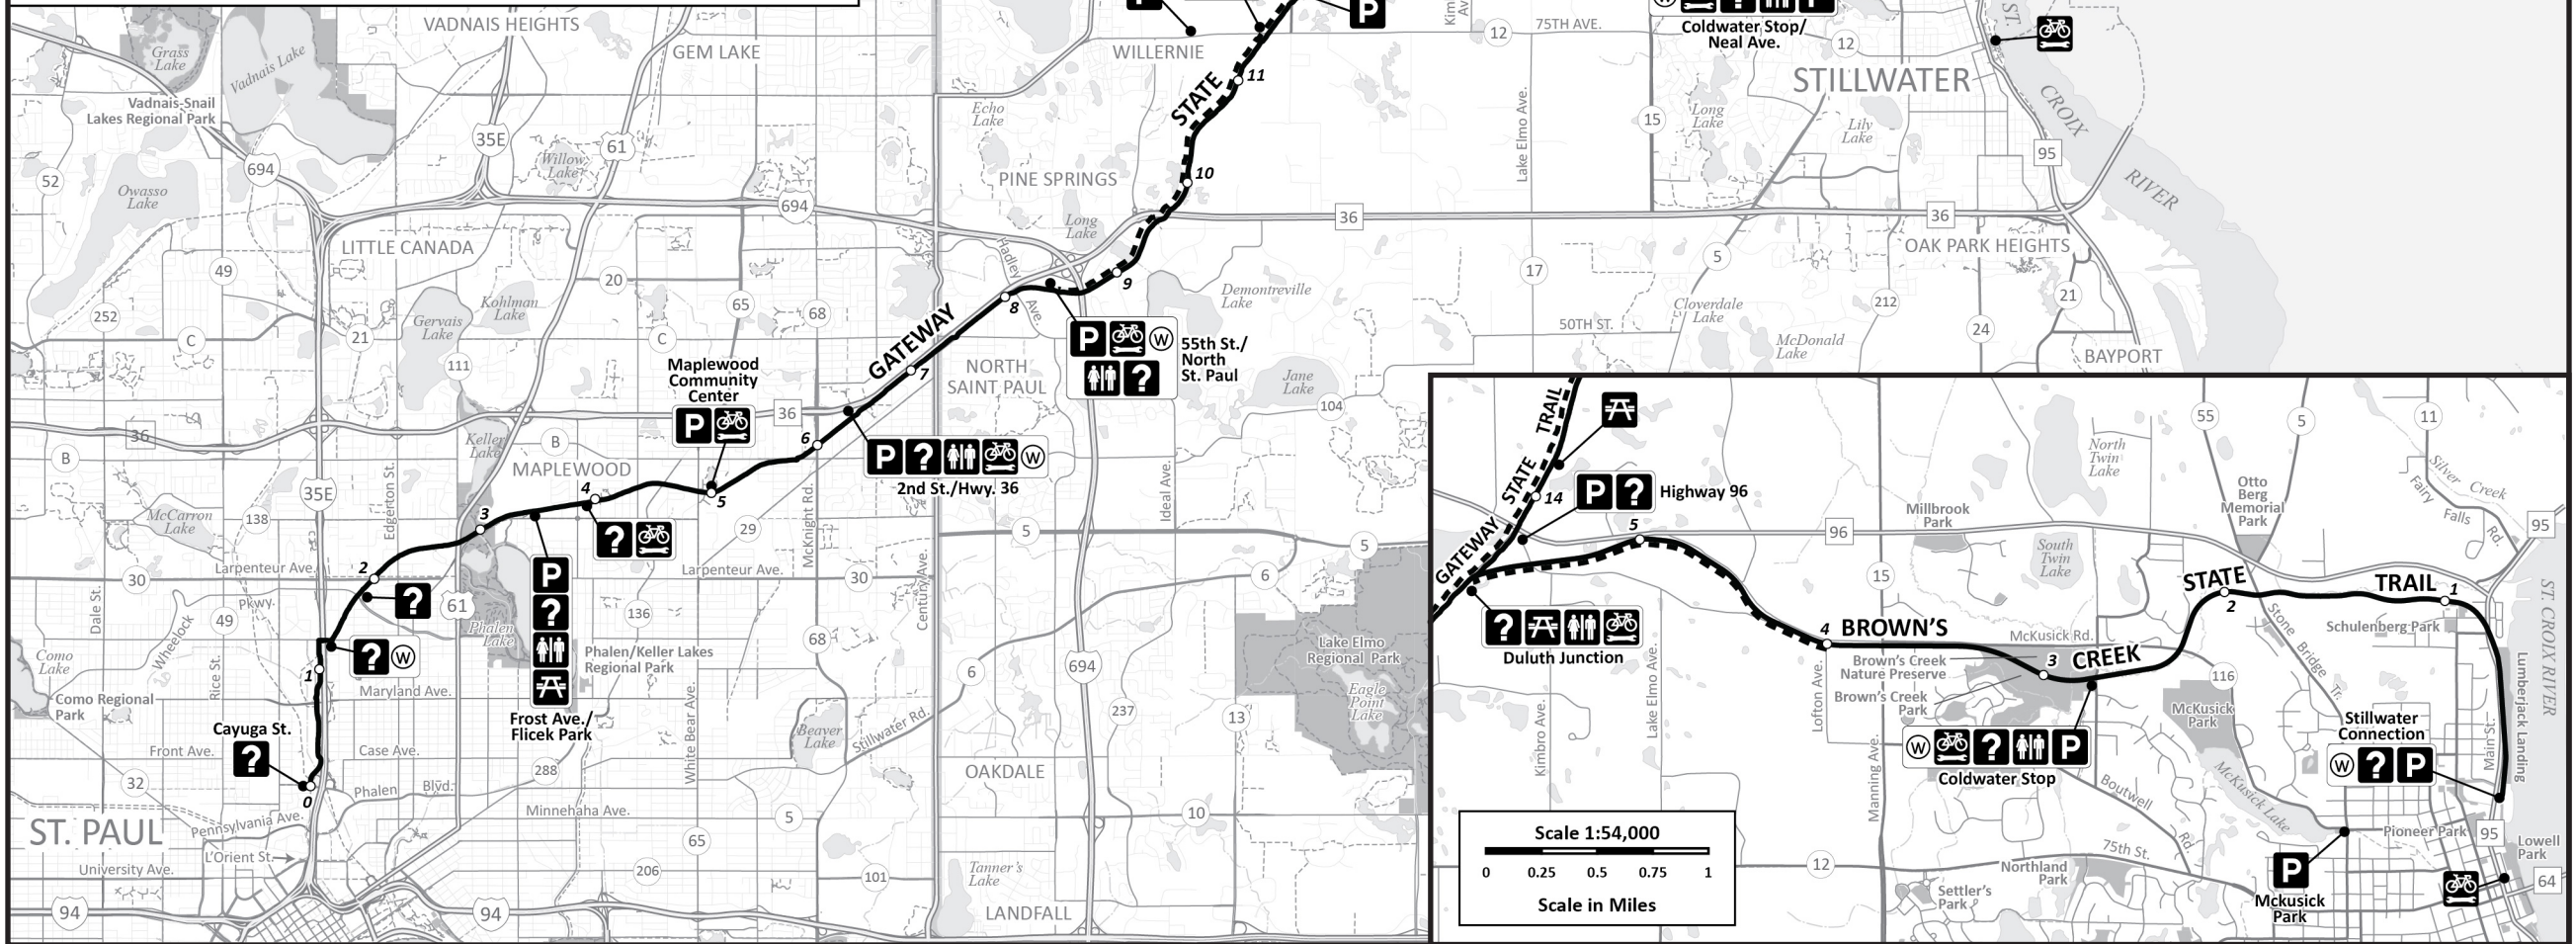 VADNAIS HEIGHTS
GEM LAKE
WILLERNIE
75TH AVE.
12
Coldwater Stop/
Neal Ave.
12
ST.
CROIX
RIVER
STILLWATER
Grass
Lake
Vadnais Lake
Vadnais-Snail
Lakes Regional Park
52
694
35E
61
Willow
Lake
Echo
Lake
STATE
11
10
Lake Elmo Ave.
15
Long
Lake
Lily
Lake
95
Owasso
Lake
PINE SPRINGS
694
Long
Lake
36
36
LITTLE CANADA
OAK PARK HEIGHTS
49
20
Hadley
Ave.
9
8
17
5
Demontreville
Lake
Cloverdale
Lake
212
21
252
Kohlman
Lake
Gervais
Lake
65
68
GATEWAY
7
50TH ST.
24
McDonald
Lake
BAYPORT
C
21
C
111
Maplewood
Community
Center
P
NORTH
SAINT PAUL
P
W
?
55th St./
North
St. Paul
Jane
Lake
104
36
36
B
Keller
Lake
B
MAPLEWOOD
6
P ? W
2nd St./Hwy. 36
35E
Edgerton St.
McCarron
Lake
138
3
4
5
?
29
McKnight Rd.
Ideal Ave.
5
5
Larpenteur Ave.
Larpenteur Ave.
30
30
6
2
?
Dale St.
Pkwy.
Wheelock
49
61
Phalen
Lake
P
?
136
Century Ave.
Phalen/Keller Lakes
Regional Park
Frost Ave./
Flicek Park
68
6
694
Lake Elmo
Regional Park
Eagle
Point
Lake
Como
Lake
Como Regional
Park
Rice St.
? W
1
Maryland Ave.
White Bear Ave.
Beaver
Lake
Stillwater Rd.
237
13
Cayuga St.
?
0
Front Ave.
Case Ave.
32
288
OAKDALE
Phalen Blvd.
Minnehaha Ave.
5
10
Pennsylvania Ave.
ST. PAUL
L'Orient St.
University Ave.
65
206
101
Tanner's
Lake
94
94
LANDFALL
P
P
P
GATEWAY STATE TRAIL
14
P ? Highway 96
5
96
Millbrook
Park
North
Twin
Lake
South
Twin
Lake
55
5
11
Otto
Berg
Memorial
Park
Silver Creek
Fairy Falls Rd.
95
15
? Duluth Junction
4
BROWN'S
CREEK
STATE
TRAIL
3
2
1
McKusick Rd.
Brown's Creek
Nature Preserve
Brown's Creek
Park
Schulenberg Park
Stone Bridge Tr.
116
McKusick
Park
McKusick Lake
ST. CROIX RIVER
Lumberjack Landing
Main St.
Kimbro Ave.
Lake Elmo Ave.
Lofton Ave.
Manning Ave.
W ? P
Coldwater Stop
Stillwater
Connection
W ? P
Boutwell Rd.
Pioneer Park
95
Lowell
Park
64
12
75th St.
Northland
Park
Settler's
Park
P
Mckusick
Park
Scale 1:54,000
0 0.25 0.5 0.75 1
Scale in Miles